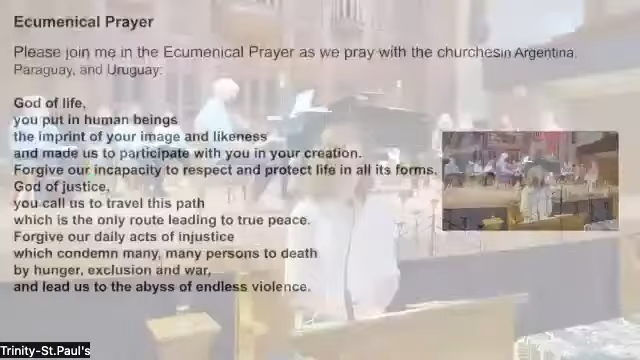 Ecumenical Prayer
Please join me in the Ecumenical Prayer as we pray with the churchesin Argentina,
Paraguay, and Uruguay:
God of life,
you put in human beings
the imprint of your image and likeness
and made us to participate with you in your creation.
Forgive our incapacity to respect and protect life in all its forms.
God of justice,
you call us to travel this path
which is the only route leading to true peace.
Forgive our daily acts of injustice
which condemn many, many persons to death
by hunger, exclusion and war,
and lead us to the abyss of endless violence.
Trinity-St.Paul's